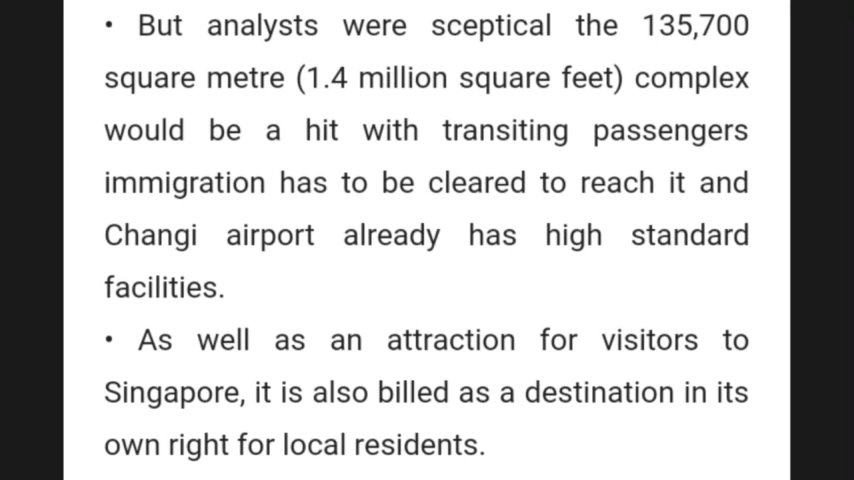 • But analysts were sceptical the 135,700
square metre (1.4 million square feet) complex
would be a hit with transiting passengers
immigration has to be cleared to reach it and
Changi airport already has high standard
facilities.
• As well as an attraction for visitors to
Singapore, it is also billed as a destination in its
own right for local residents.